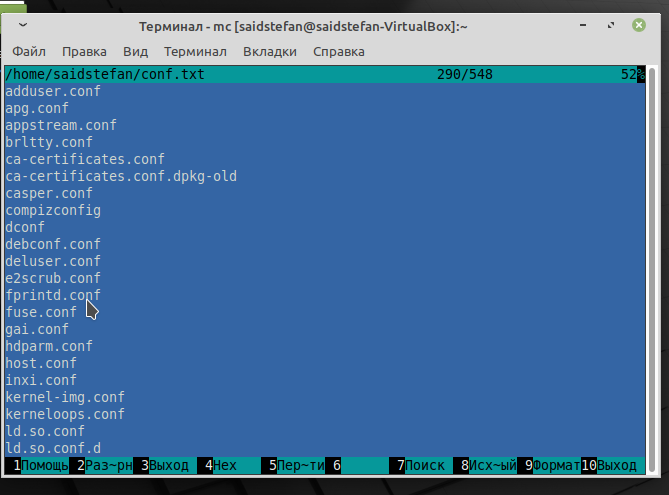 Терминал - mc [saidstefan@saidstefan-VirtualBox]:~
Файл Правка Вид Терминал Вкладки Справка
/home/saidstefan/conf.txt 290/548 52%
adduser.conf
apg.conf
appstream.conf
brltty.conf
ca-certificates.conf
ca-certificates.conf.dpkg-old
casper.conf
compizconfig
dconf
debconf.conf
deluser.conf
e2scrub.conf
fprintd.conf
fuse.conf
gai.conf
hdparm.conf
host.conf
inxi.conf
kernel-img.conf
kerneloops.conf
ld.so.conf
ld.so.conf.d
1Помощь 2Раз~рн 3Выход 4Hex 5Пер~ти 6 7Поиск 8Исх~ый 9Формат 10Выход